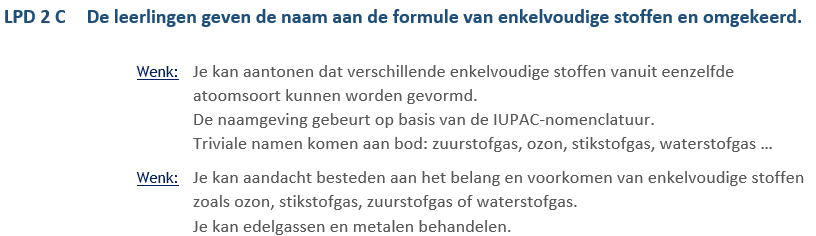 LPD 2 C De leerlingen geven de naam aan de formule van enkelvoudige stoffen en omgekeerd.
Wenk: Je kan aantonen dat verschillende enkelvoudige stoffen vanuit eenzelfde
atoomsoort kunnen worden gevormd.
De naamgeving gebeurt op basis van de IUPAC-nomenclatuur.
Triviale namen komen aan bod: zuurstofgas, ozon, stikstofgas, waterstofgas …
Wenk: Je kan aandacht besteden aan het belang en voorkomen van enkelvoudige stoffen
zoals ozon, stikstofgas, zuurstofgas of waterstofgas.
Je kan edelgassen en metalen behandelen.